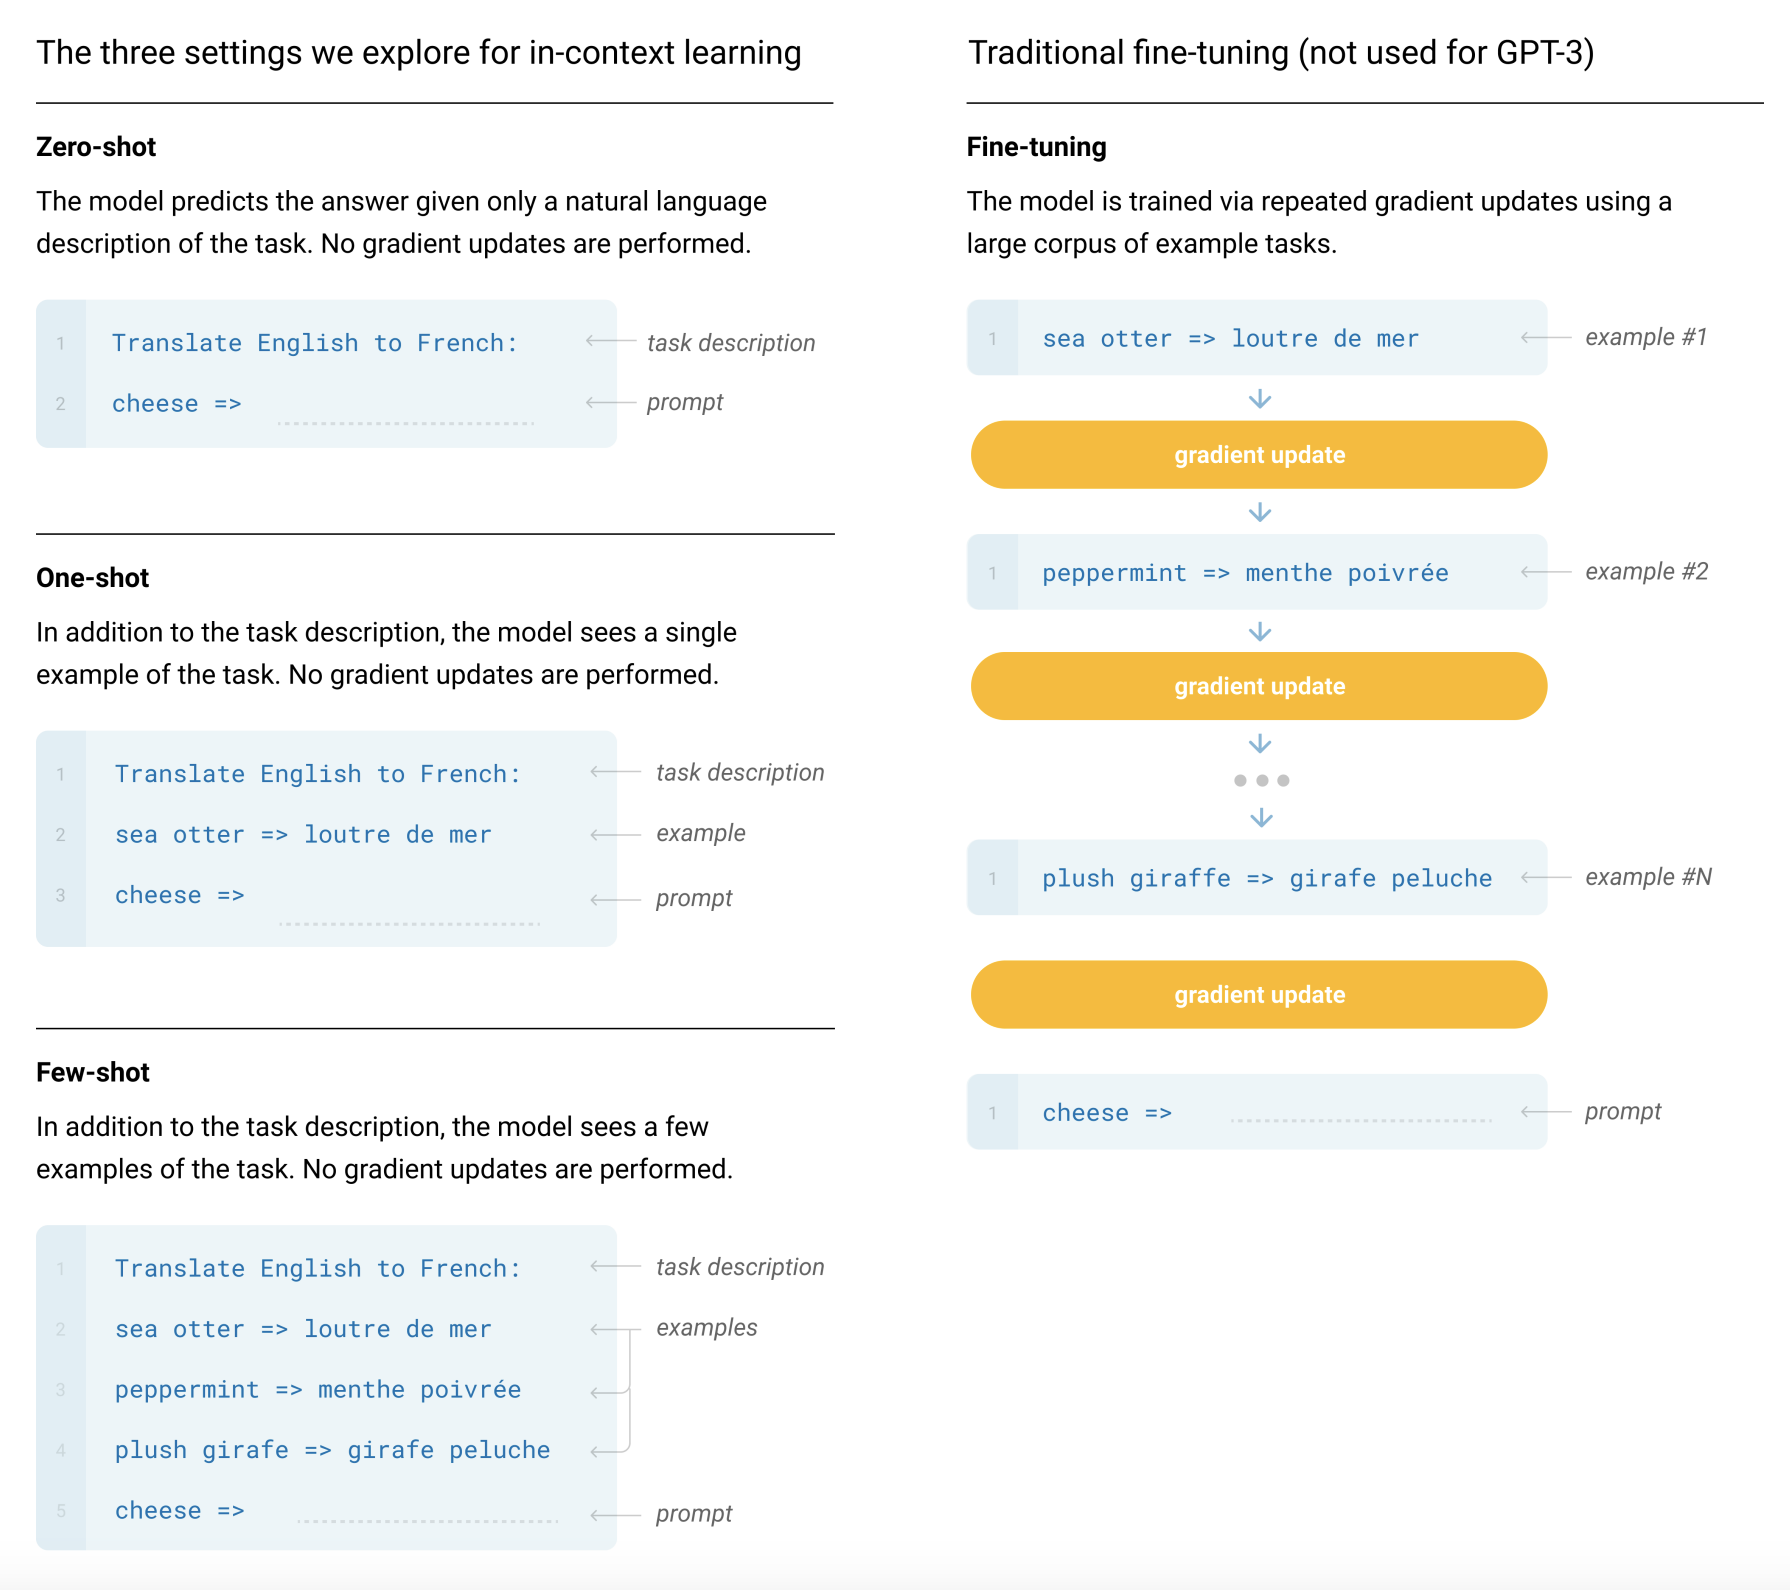 The three settings we explore for in-context learning
Zero-shot
The model predicts the answer given only a natural language
description of the task. No gradient updates are performed.
1 Translate English to French: task description
2 cheese => prompt
One-shot
In addition to the task description, the model sees a single
example of the task. No gradient updates are performed.
1 Translate English to French: task description
2 sea otter => loutre de mer example
3 cheese => prompt
Few-shot
In addition to the task description, the model sees a few
examples of the task. No gradient updates are performed.
1 Translate English to French: task description
2 sea otter => loutre de mer examples
3 peppermint => menthe poivrée
4 plush girafe => girafe peluche
5 cheese => prompt
Traditional fine-tuning (not used for GPT-3)
Fine-tuning
The model is trained via repeated gradient updates using a
large corpus of example tasks.
1 sea otter => loutre de mer example #1
gradient update
1 peppermint => menthe poivrée example #2
gradient update
1 plush giraffe => girafe peluche example #N
gradient update
1 cheese => prompt